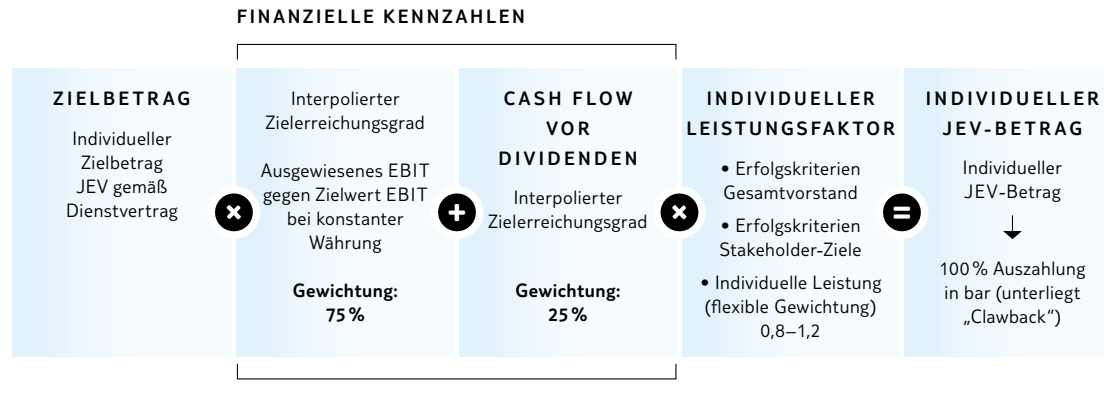 FINANZIELLE KENNZAHLEN
ZIELBETRAG
Individueller
Zielbetrag
JEV gemäß
Dienstvertrag
×
Interpolierter
Zielerreichungsgrad
Ausgewiesenes EBIT
gegen Zielwert EBIT
bei konstanter
Währung
Gewichtung:
75 %
+
CASH FLOW
VOR
DIVIDENDEN
Interpolierter
Zielerreichungsgrad
Gewichtung:
25 %
×
INDIVIDUELLER
LEISTUNGSFAKTOR
• Erfolgskriterien
Gesamtvorstand
• Erfolgskriterien
Stakeholder-Ziele
• Individuelle Leistung
(flexible Gewichtung)
0,8–1,2
=
INDIVIDUELLER
JEV-BETRAG
Individueller
JEV-Betrag
100 % Auszahlung
in bar (unterliegt
„Clawback“)